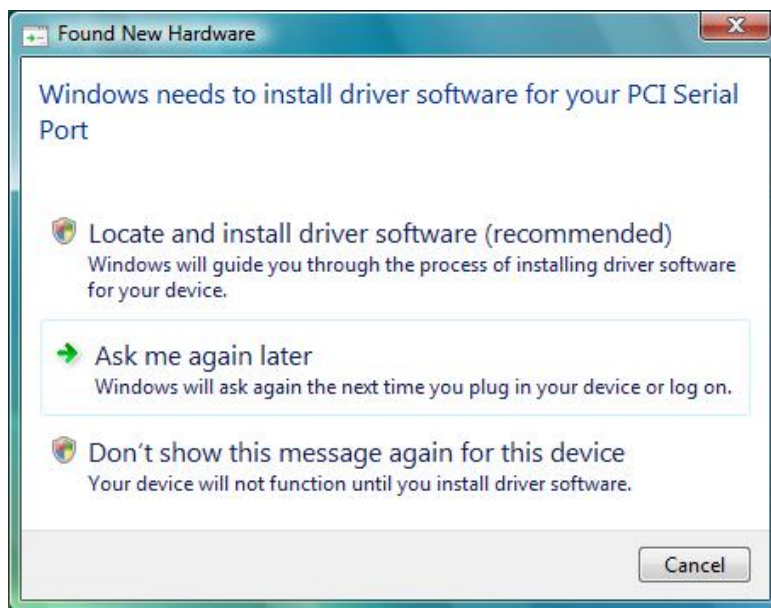 Found New Hardware
Windows needs to install driver software for your PCI Serial
Port
Locate and install driver software (recommended)
Windows will guide you through the process of installing driver software
for your device.
Ask me again later
Windows will ask again the next time you plug in your device or log on.
Don't show this message again for this device
Your device will not function until you install driver software.
Cancel